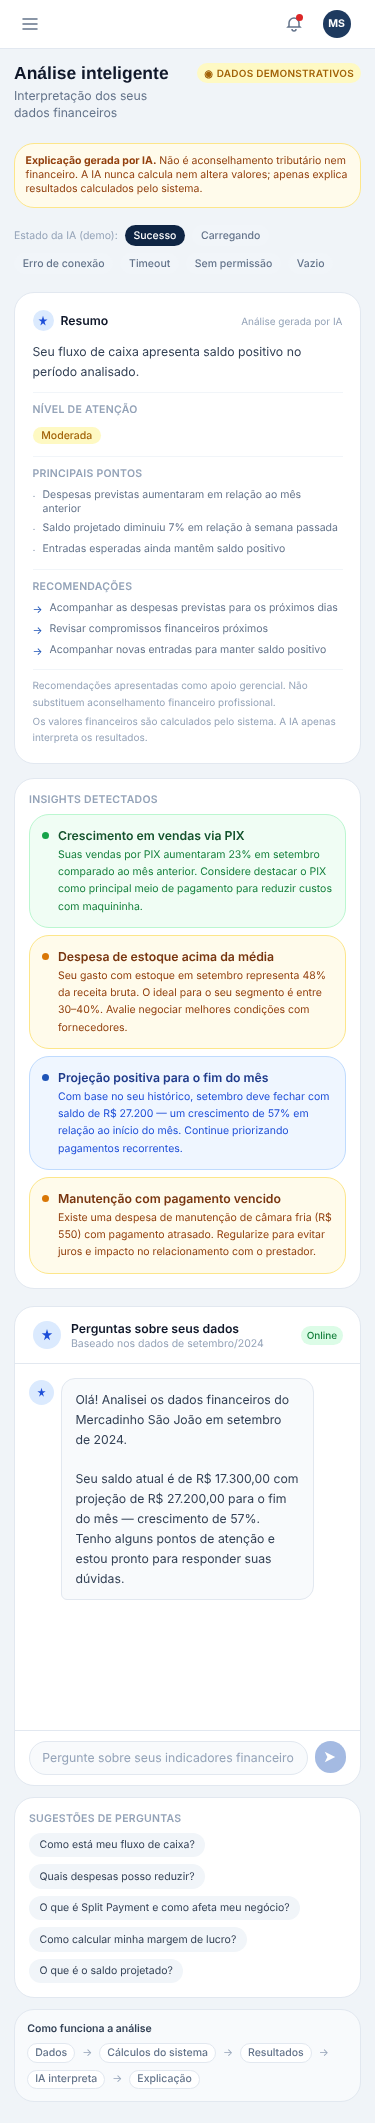 MS
Análise inteligente
DADOS DEMONSTRATIVOS
Interpretação dos seus
dados financeiros
Explicação gerada por IA. Não é aconselhamento tributário nem
financeiro. A IA nunca calcula nem altera valores; apenas explica
resultados calculados pelo sistema.
Estado da IA (demo): Sucesso Carregando
Erro de conexão Timeout Sem permissão Vazio
Resumo Análise gerada por IA
Seu fluxo de caixa apresenta saldo positivo no
período analisado.
NÍVEL DE ATENÇÃO
Moderada
PRINCIPAIS PONTOS
· Despesas previstas aumentaram em relação ao mês
anterior
· Saldo projetado diminuiu 7% em relação à semana passada
· Entradas esperadas ainda mantêm saldo positivo
RECOMENDAÇÕES
→ Acompanhar as despesas previstas para os próximos dias
→ Revisar compromissos financeiros próximos
→ Acompanhar novas entradas para manter saldo positivo
Recomendações apresentadas como apoio gerencial. Não
substituem aconselhamento financeiro profissional.
Os valores financeiros são calculados pelo sistema. A IA apenas
interpreta os resultados.
INSIGHTS DETECTADOS
Crescimento em vendas via PIX
Suas vendas por PIX aumentaram 23% em setembro
comparado ao mês anterior. Considere destacar o PIX
como principal meio de pagamento para reduzir custos
com maquininha.
Despesa de estoque acima da média
Seu gasto com estoque em setembro representa 48%
da receita bruta. O ideal para o seu segmento é entre
30–40%. Avalie negociar melhores condições com
fornecedores.
Projeção positiva para o fim do mês
Com base no seu histórico, setembro deve fechar com
saldo de R$ 27.200 — um crescimento de 57% em
relação ao início do mês. Continue priorizando
pagamentos recorrentes.
Manutenção com pagamento vencido
Existe uma despesa de manutenção de câmara fria (R$
550) com pagamento atrasado. Regularize para evitar
juros e impacto no relacionamento com o prestador.
Perguntas sobre seus dados
Baseado nos dados de setembro/2024
Online
Olá! Analisei os dados financeiros do
Mercadinho São João em setembro
de 2024.
Seu saldo atual é de R$ 17.300,00 com
projeção de R$ 27.200,00 para o fim
do mês — crescimento de 57%.
Tenho alguns pontos de atenção e
estou pronto para responder suas
dúvidas.
Pergunte sobre seus indicadores financeiro
SUGESTÕES DE PERGUNTAS
Como está meu fluxo de caixa?
Quais despesas posso reduzir?
O que é Split Payment e como afeta meu negócio?
Como calcular minha margem de lucro?
O que é o saldo projetado?
Como funciona a análise
Dados → Cálculos do sistema → Resultados →
IA interpreta → Explicação